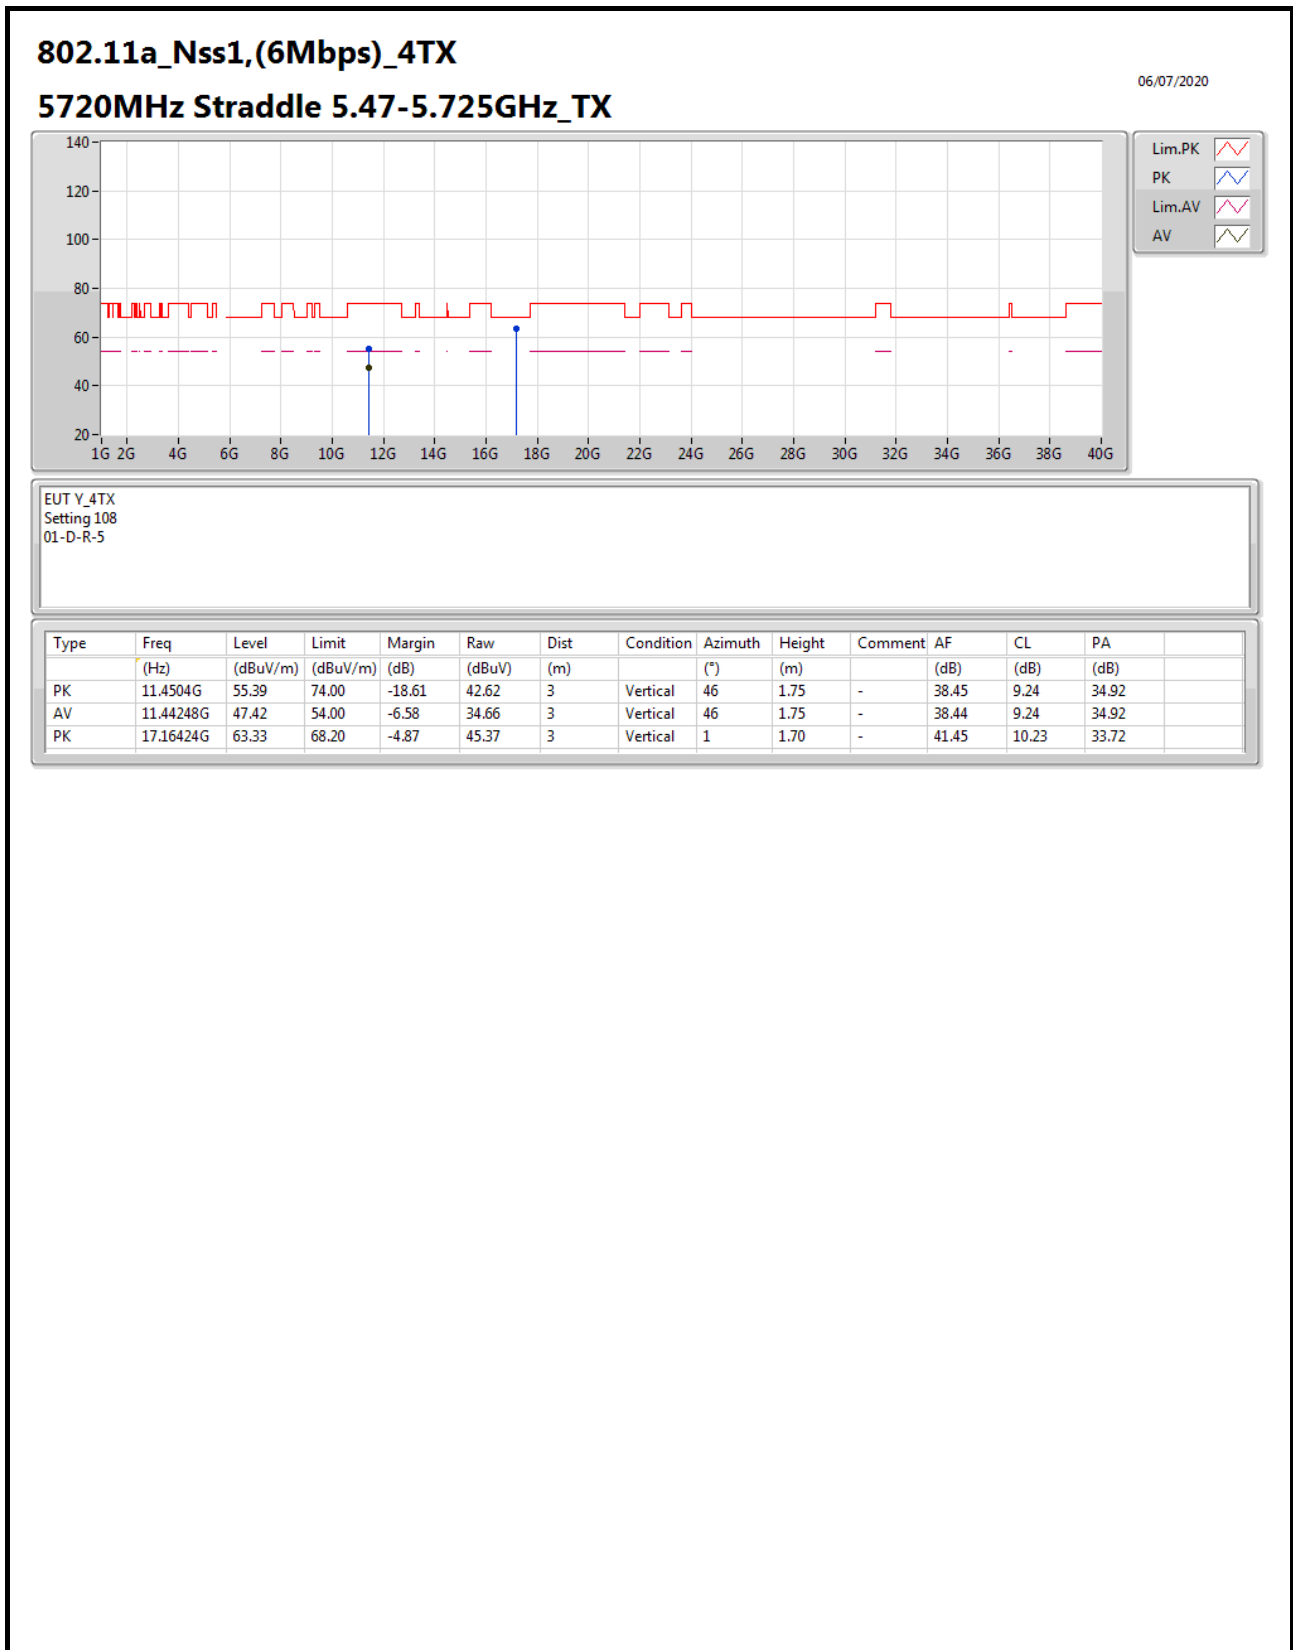 802.11a_Nss1,(6Mbps)_4TX
06/07/2020
5720MHz Straddle 5.47-5.725GHz_TX
140
120
100
80
60
40
20
1G 2G 4G 6G 8G 10G 12G 14G 16G 18G 20G 22G 24G 26G 28G 30G 32G 34G 36G 38G 40G
Lim.PK
PK
Lim.AV
AV
EUT Y_4TX
Setting 108
01-D-R-5
Type Freq Level Limit Margin Raw Dist Condition Azimuth Height Comment AF CL PA
(Hz) (dBuV/m) (dBuV/m) (dB) (dBuV) (m) (°) (m) (dB) (dB) (dB)
PK 11.4504G 55.39 74.00 -18.61 42.62 3 Vertical 46 1.75 - 38.45 9.24 34.92
AV 11.44248G 47.42 54.00 -6.58 34.66 3 Vertical 46 1.75 - 38.44 9.24 34.92
PK 17.16424G 63.33 68.20 -4.87 45.37 3 Vertical 1 1.70 - 41.45 10.23 33.72